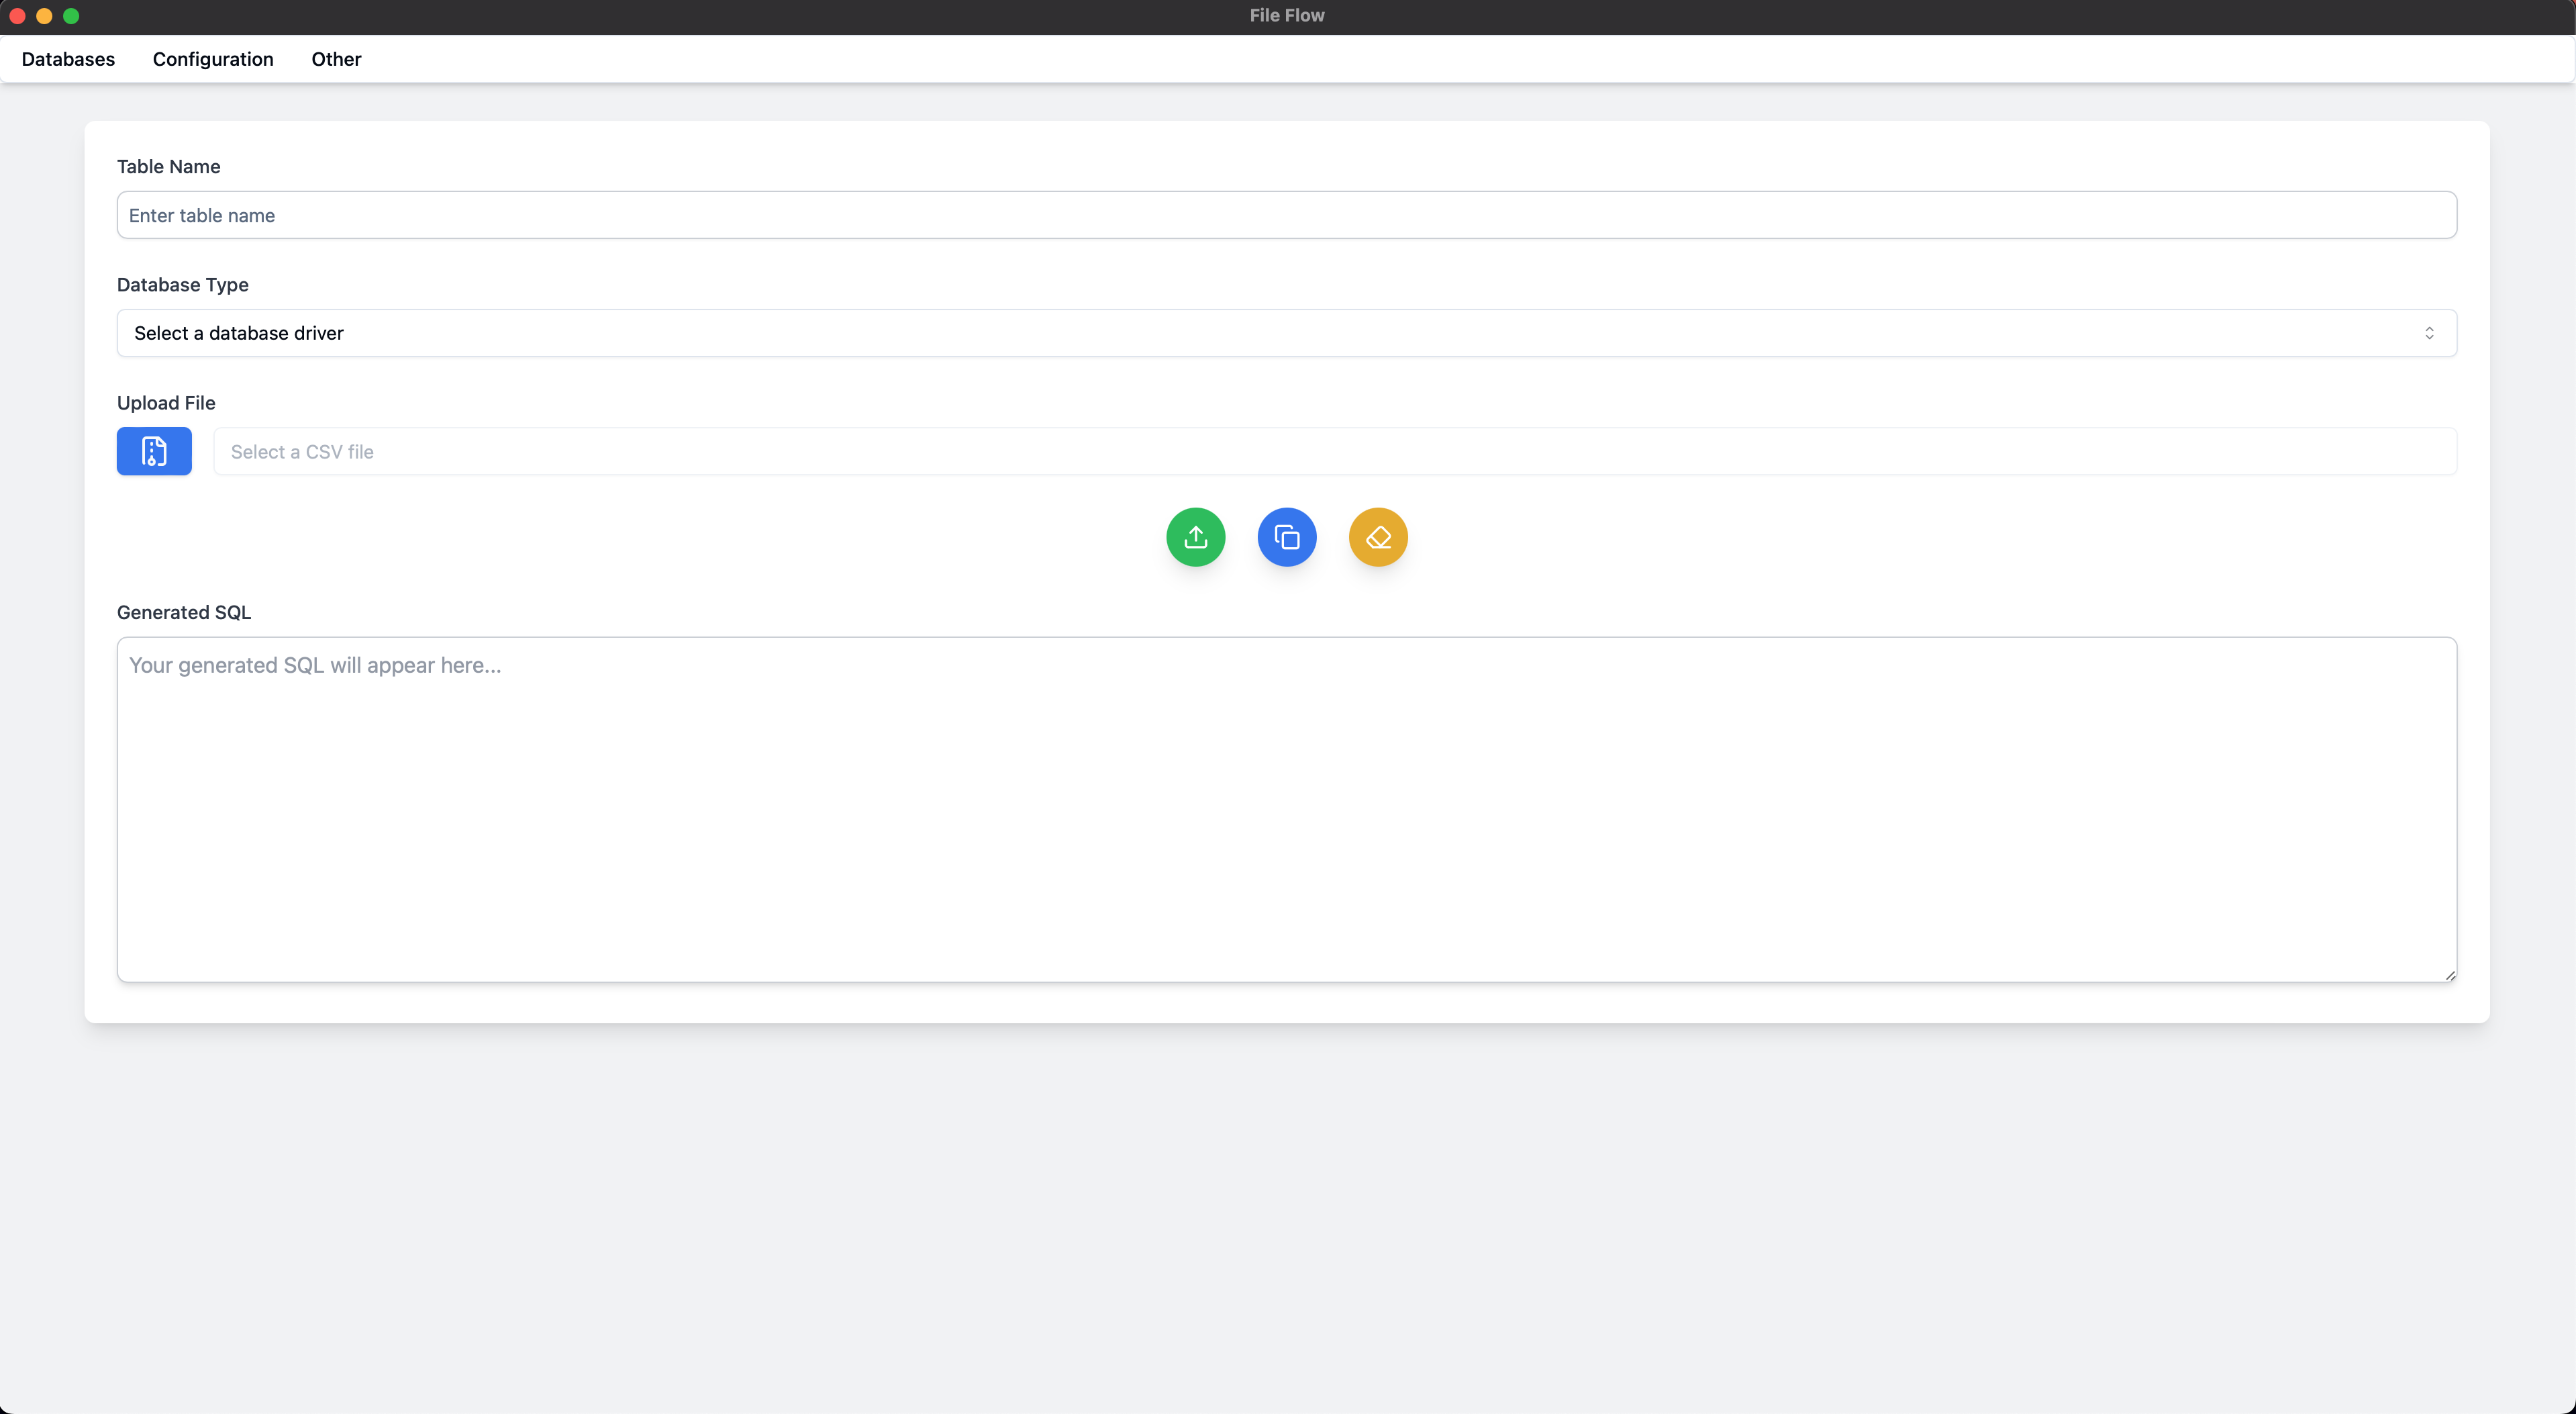 File Flow
Databases Configuration Other
Table Name
Enter table name
Database Type
Select a database driver
Upload File
Select a CSV file
Generated SQL
Your generated SQL will appear here...